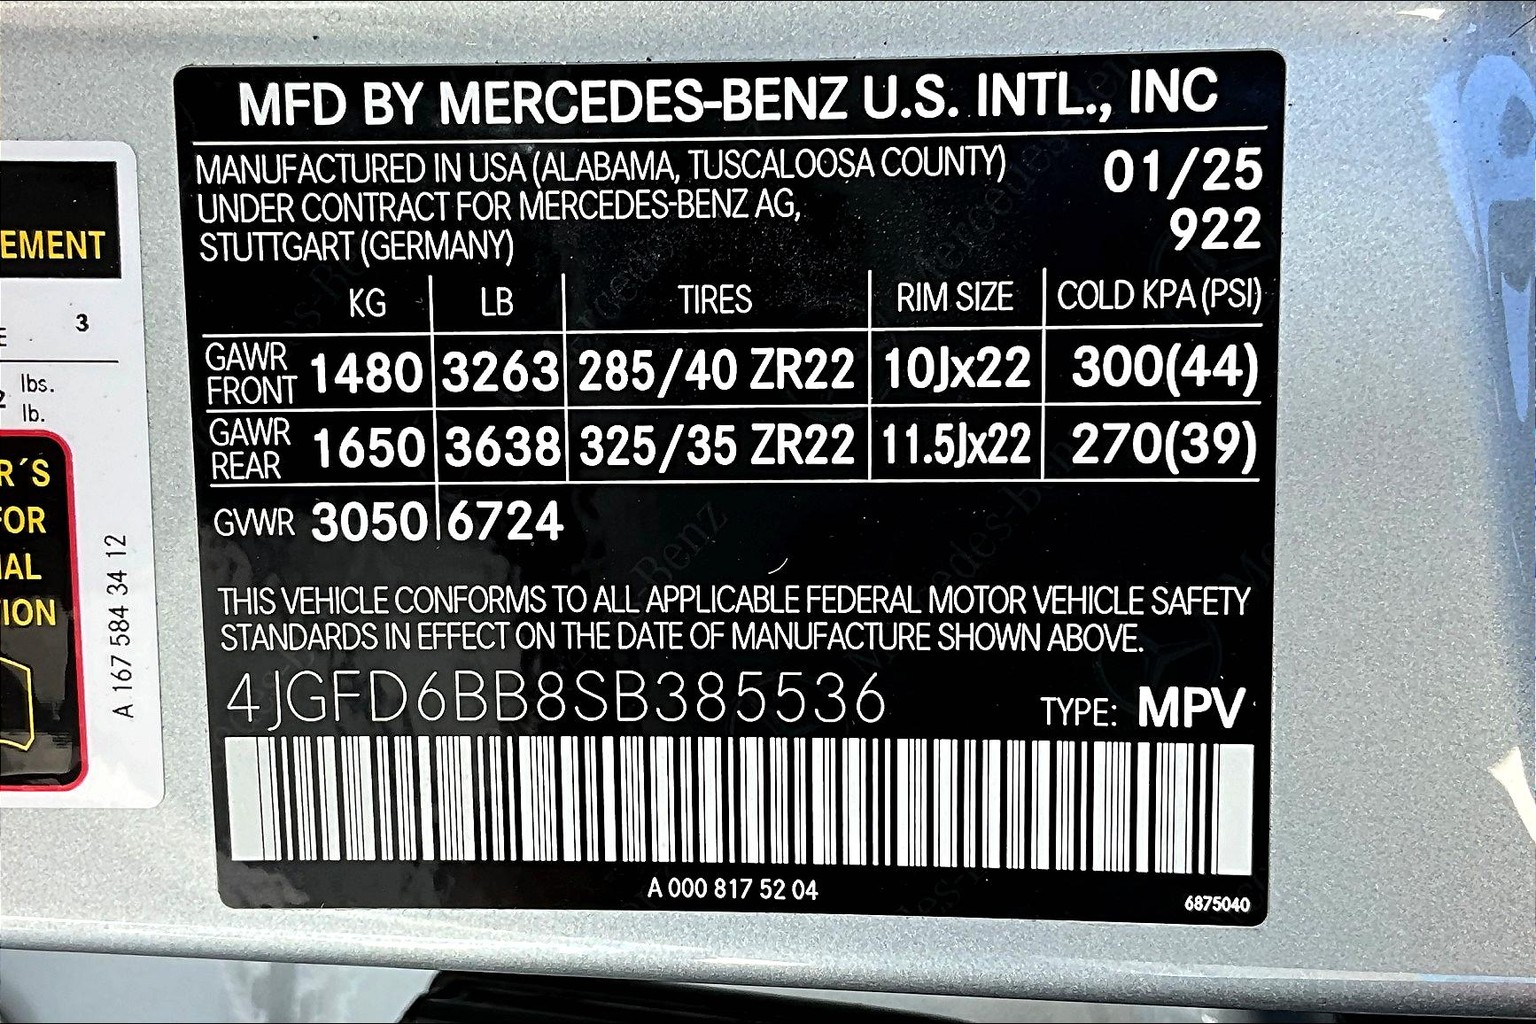 MFD BY MERCEDES-BENZ U.S. INTL., INC
MANUFACTURED IN USA (ALABAMA, TUSCALOOSA COUNTY) 01/25
UNDER CONTRACT FOR MERCEDES-BENZ AG, 922
STUTTGART (GERMANY)
KG LB TIRES RIM SIZE COLD KPA (PSI)
GAWR FRONT 1480 3263 285/40 ZR22 10Jx22 300(44)
GAWR REAR 1650 3638 325/35 ZR22 11.5Jx22 270(39)
GVWR 3050 6724
THIS VEHICLE CONFORMS TO ALL APPLICABLE FEDERAL MOTOR VEHICLE SAFETY
STANDARDS IN EFFECT ON THE DATE OF MANUFACTURE SHOWN ABOVE.
4JGFD6BB8SB385536 TYPE: MPV
A 000 817 52 04
6875040
EMENT
3
lbs.
lb.
R´S
FOR
TION
A 167 584 34 12